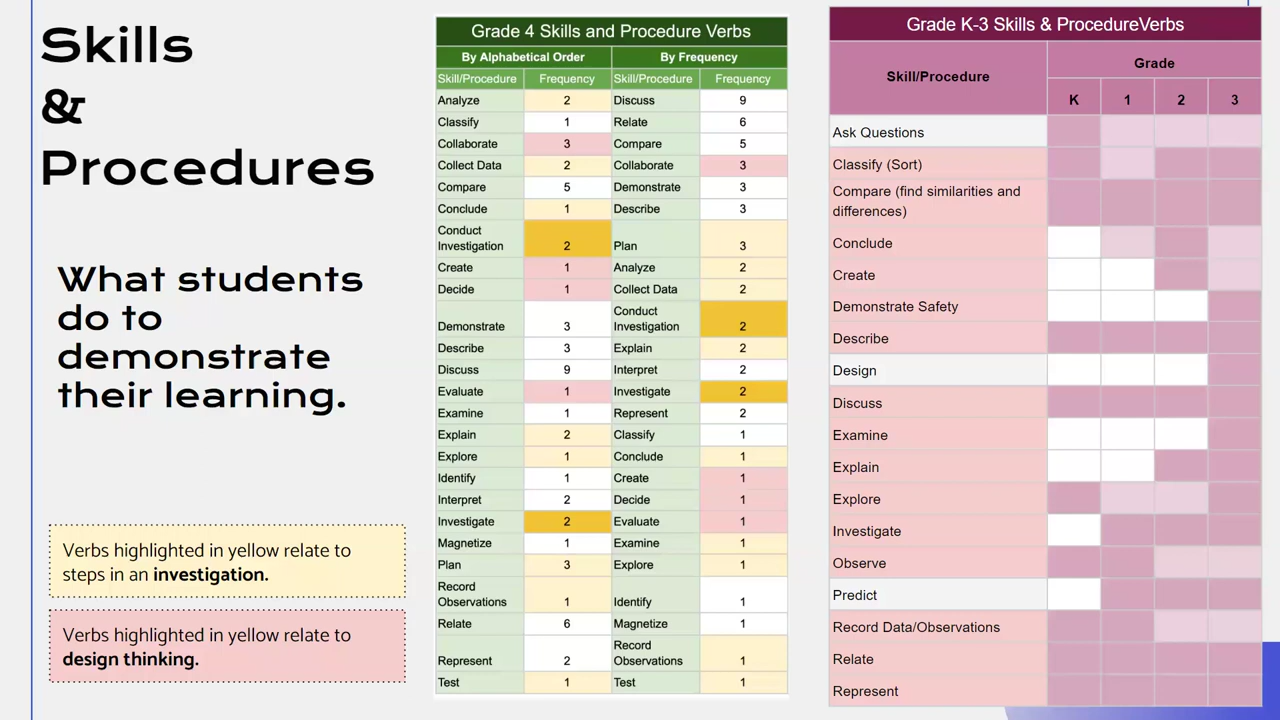 Skills
&
Procedures
What students
do to
demonstrate
their learning.
Verbs highlighted in yellow relate to
steps in an investigation.
Verbs highlighted in yellow relate to
design thinking.
Grade 4 Skills and Procedure Verbs
By Alphabetical Order By Frequency
Skill/Procedure Frequency Skill/Procedure Frequency
Analyze 2 Discuss 9
Classify 1 Relate 6
Collaborate 3 Compare 5
Collect Data 2 Collaborate 3
Compare 5 Demonstrate 3
Conclude 1 Describe 3
Conduct
Investigation 2 Plan 3
Create 1 Analyze 2
Decide 1 Collect Data 2
Conduct
Demonstrate 3 Investigation 2
Describe 3 Explain 2
Discuss 9 Interpret 2
Evaluate 1 Investigate 2
Examine 1 Represent 2
Explain 2 Classify 1
Explore 1 Conclude 1
Identify 1 Create 1
Interpret 2 Decide 1
Investigate 2 Evaluate 1
Magnetize 1 Examine 1
Plan 3 Explore 1
Record
Observations 1 Identify 1
Relate 6 Magnetize 1
Record
Represent 2 Observations 1
Test 1 Test 1
Grade K-3 Skills & ProcedureVerbs
Skill/Procedure Grade
K 1 2 3
Ask Questions
Classify (Sort)
Compare (find similarities and
differences)
Conclude
Create
Demonstrate Safety
Describe
Design
Discuss
Examine
Explain
Explore
Investigate
Observe
Predict
Record Data/Observations
Relate
Represent